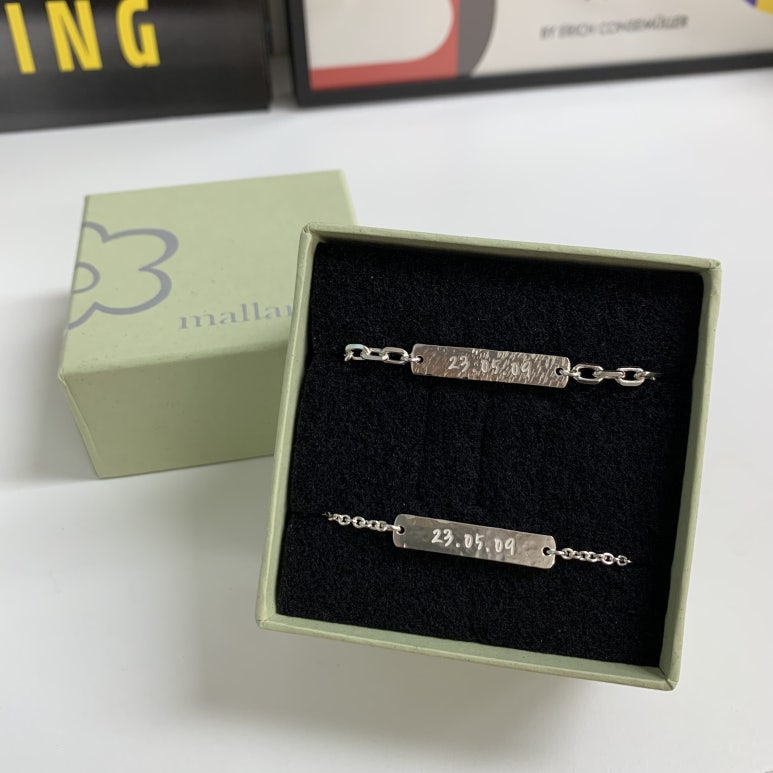 ING
BY ERICH CONSEMÜLLER
mallar
23.05.09
23.05.09